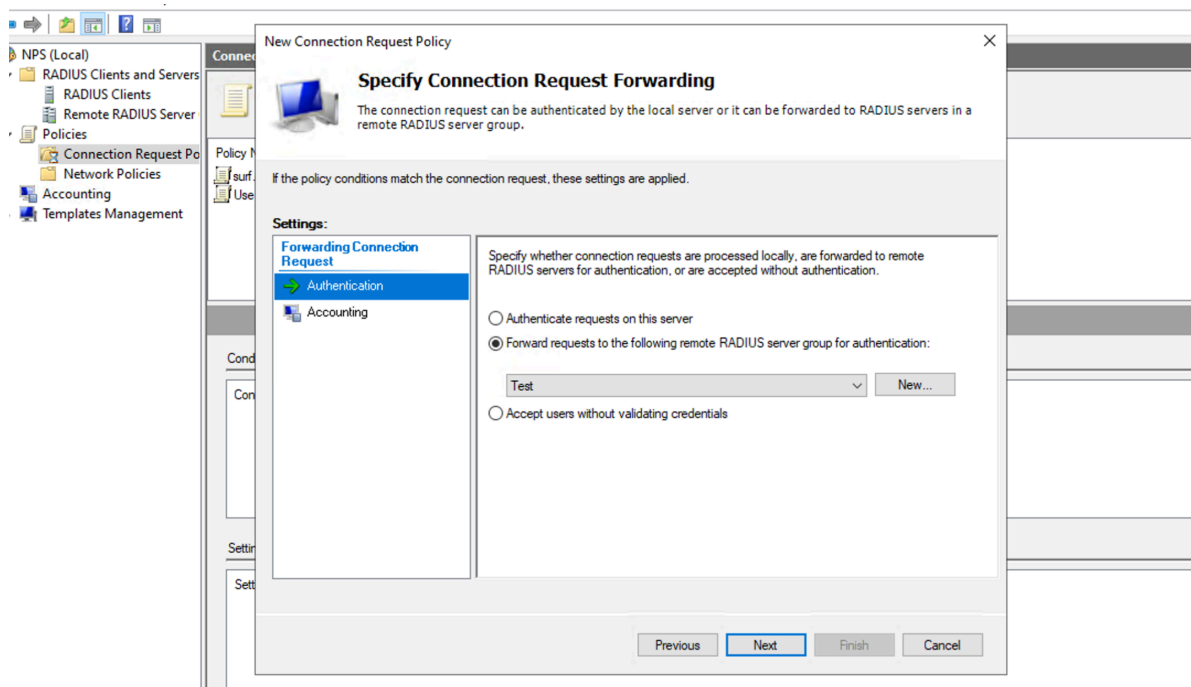 New Connection Request Policy
NPS (Local)
RADIUS Clients and Servers
RADIUS Clients
Remote RADIUS Server
Policies
Connection Request Po
Network Policies
Accounting
Templates Management
Connec
Policy N
surf.
Use
Specify Connection Request Forwarding
The connection request can be authenticated by the local server or it can be forwarded to RADIUS servers in a
remote RADIUS server group.
If the policy conditions match the connection request, these settings are applied.
Settings:
Forwarding Connection
Request
Authentication
Accounting
Specify whether connection requests are processed locally, are forwarded to remote
RADIUS servers for authentication, or are accepted without authentication.
Authenticate requests on this server
Forward requests to the following remote RADIUS server group for authentication:
Test
New...
Accept users without validating credentials
Cond
Con
Settin
Sett
Previous
Next
Finish
Cancel